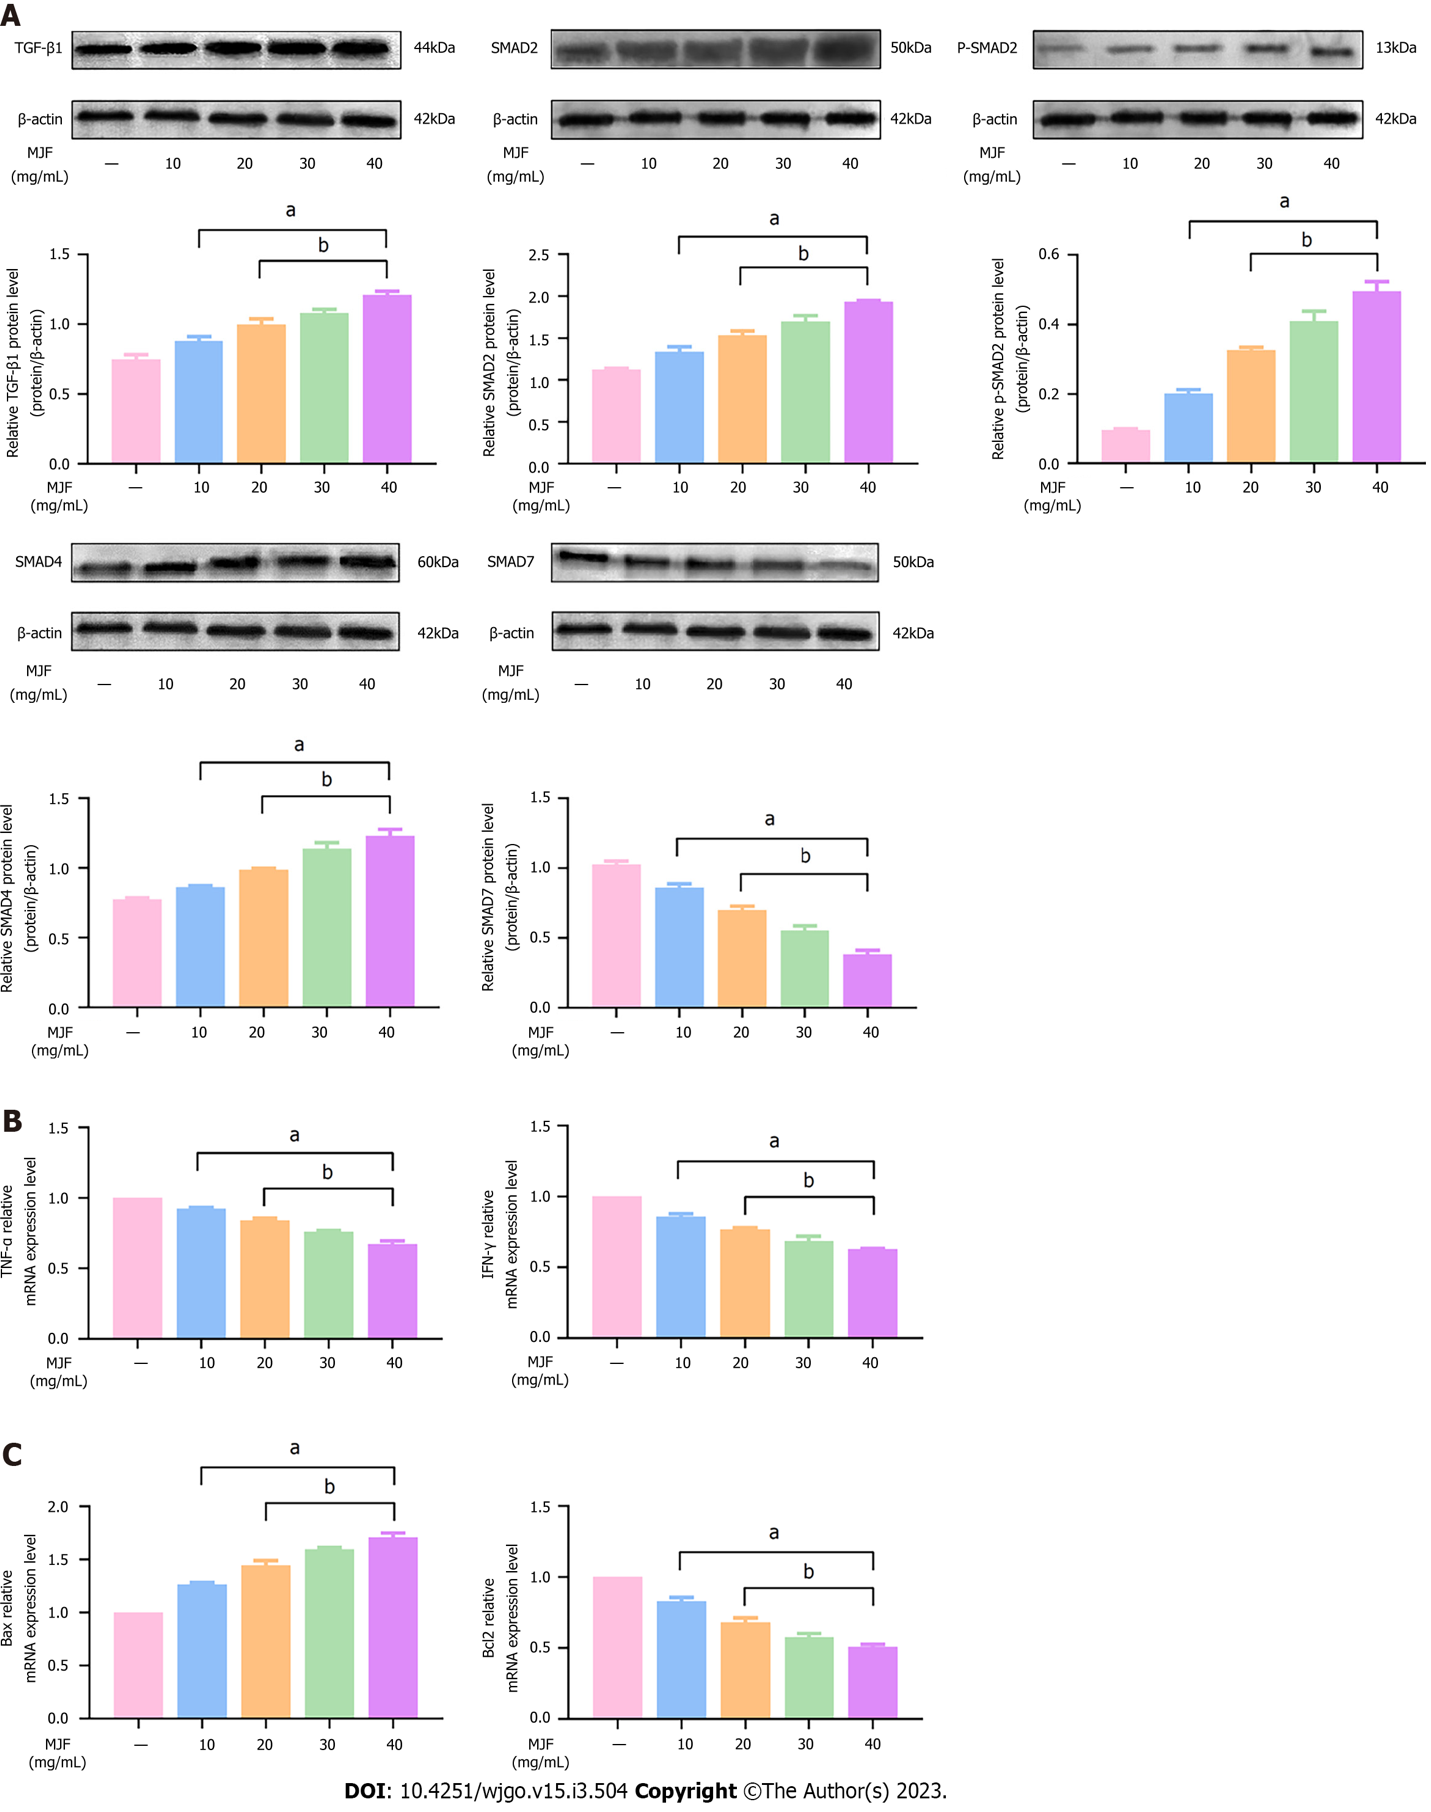 A
TGF-β1 44kDa SMAD2 50kDa P-SMAD2 13kDa
β-actin 42kDa β-actin 42kDa β-actin 42kDa
MJF MJF MJF
(mg/mL) — 10 20 30 40 (mg/mL) — 10 20 30 40 (mg/mL) — 10 20 30 40
a
b
Relative TGF-β1 protein level
(protein/β-actin)
1.5
1.0
0.5
0.0
MJF
(mg/mL) — 10 20 30 40
a
b
Relative SMAD2 protein level
(protein/β-actin)
2.5
2.0
1.5
1.0
0.5
0.0
MJF
(mg/mL) — 10 20 30 40
a
b
Relative p-SMAD2 protein level
(protein/β-actin)
0.6
0.4
0.2
0.0
MJF
(mg/mL) — 10 20 30 40
SMAD4 60kDa SMAD7 50kDa
β-actin 42kDa β-actin 42kDa
MJF MJF
(mg/mL) — 10 20 30 40 (mg/mL) — 10 20 30 40
a
b
Relative SMAD4 protein level
(protein/β-actin)
1.5
1.0
0.5
0.0
MJF
(mg/mL) — 10 20 30 40
a
b
Relative SMAD7 protein level
(protein/β-actin)
1.5
1.0
0.5
0.0
MJF
(mg/mL) — 10 20 30 40
B
a
b
TNF-α relative
mRNA expression level
1.5
1.0
0.5
0.0
MJF
(mg/mL) — 10 20 30 40
a
b
IFN-γ relative
mRNA expression level
1.5
1.0
0.5
0.0
MJF
(mg/mL) — 10 20 30 40
C
a
b
Bax relative
mRNA expression level
2.0
1.5
1.0
0.5
0.0
MJF
(mg/mL) — 10 20 30 40
a
b
Bcl2 relative
mRNA expression level
1.5
1.0
0.5
0.0
MJF
(mg/mL) — 10 20 30 40
DOI: 10.4251/wjgo.v15.i3.504 Copyright ©The Author(s) 2023.